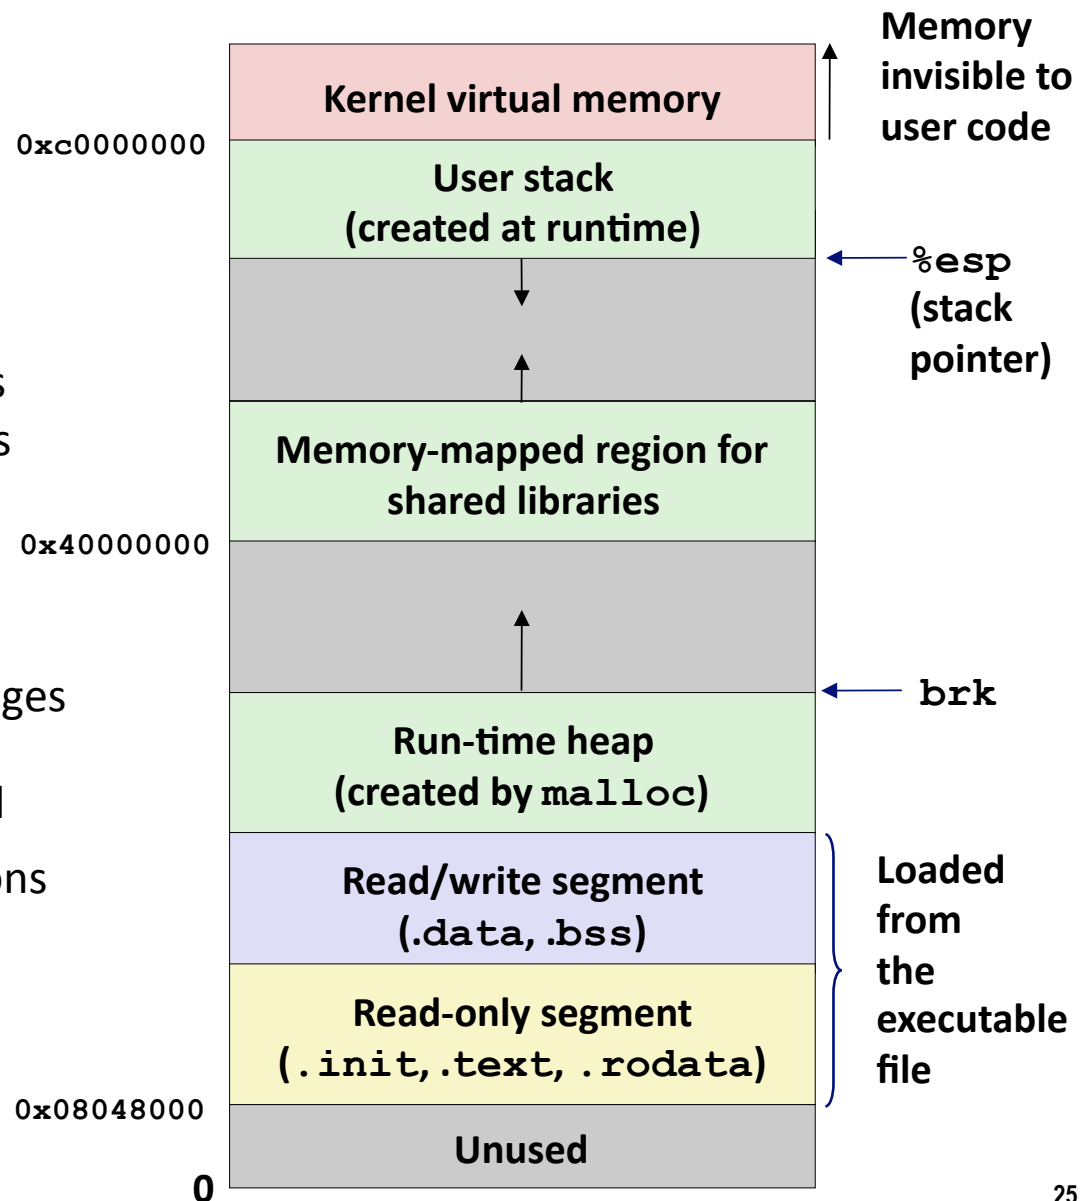 Memory
invisible to
user code
Kernel virtual memory
0xc0000000
User stack
(created at runtime)
%esp
(stack
pointer)
s
s
Memory-mapped region for
shared libraries
0x40000000
ges
brk
Run-time heap
(created by malloc)
l
ons
Read/write segment
(.data, .bss)
Loaded
from
the
executable
file
Read-only segment
(.init, .text, .rodata)
0x08048000
Unused
0
25